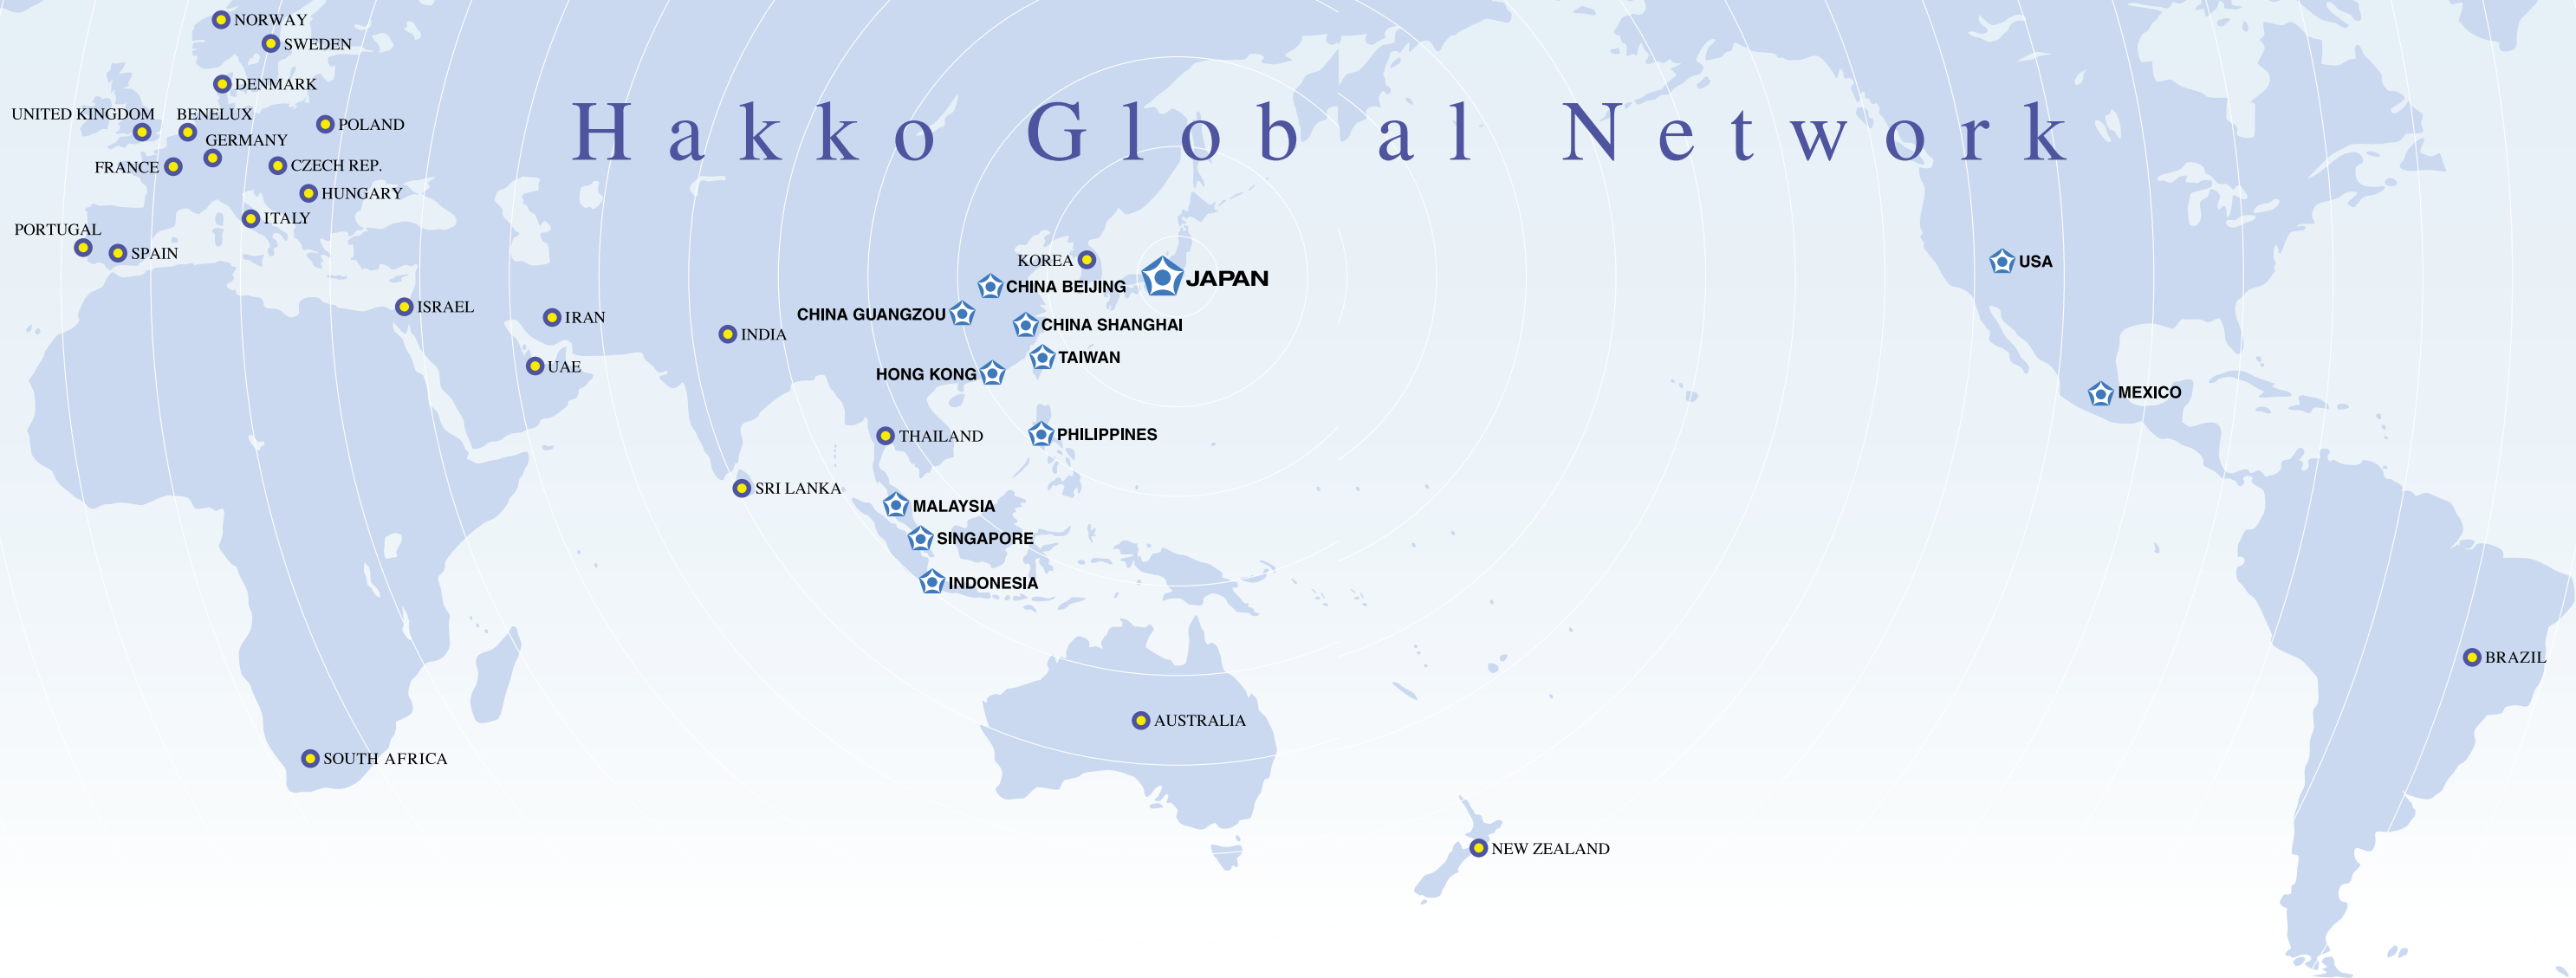 Hakko Global Network
NORWAY
SWEDEN
DENMARK
UNITED KINGDOM
BENELUX
POLAND
GERMANY
FRANCE
CZECH REP.
HUNGARY
ITALY
PORTUGAL
SPAIN
ISRAEL
IRAN
UAE
INDIA
SRI LANKA
SOUTH AFRICA
KOREA
JAPAN
CHINA BEIJING
CHINA GUANGZOU
CHINA SHANGHAI
TAIWAN
HONG KONG
THAILAND
PHILIPPINES
MALAYSIA
SINGAPORE
INDONESIA
AUSTRALIA
NEW ZEALAND
USA
MEXICO
BRAZIL